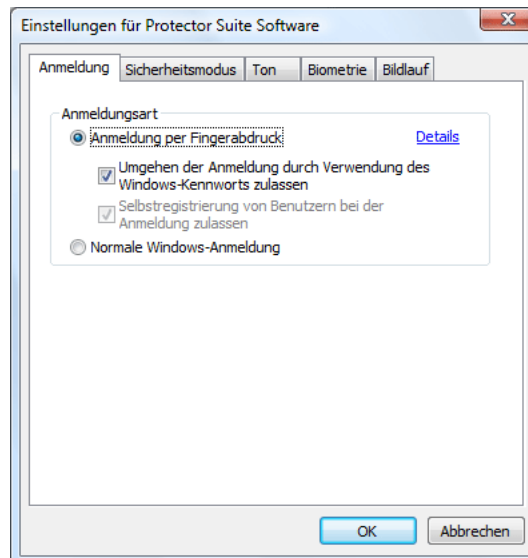 Einstellungen für Protector Suite Software
Anmeldung Sicherheitsmodus Ton Biometrie Bildlauf
Anmeldungsart
Anmeldung per Fingerabdruck Details
Umgehen der Anmeldung durch Verwendung des
Windows-Kennworts zulassen
Selbstregistrierung von Benutzern bei der
Anmeldung zulassen
Normale Windows-Anmeldung
OK Abbrechen